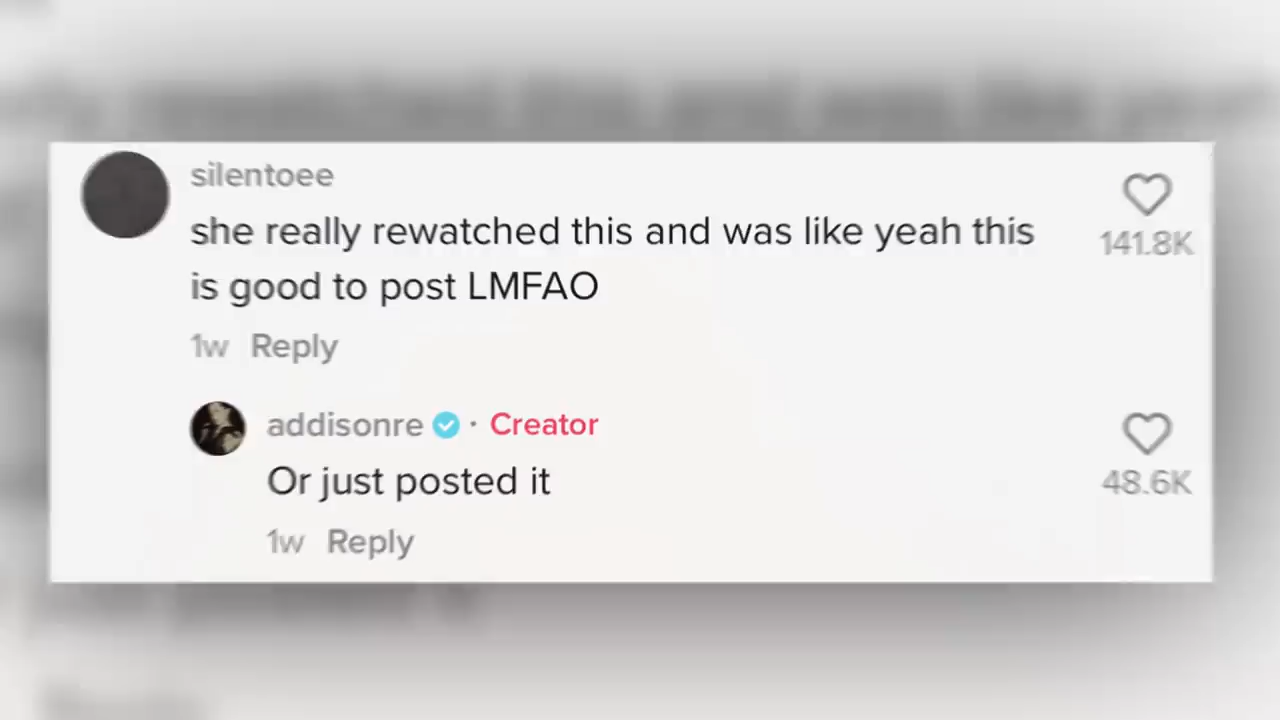 silentoee
141.8K
she really rewatched this and was like yeah this
is good to post LMFAO
1w Reply
addisonre · Creator
Or just posted it
48.6K
1w Reply